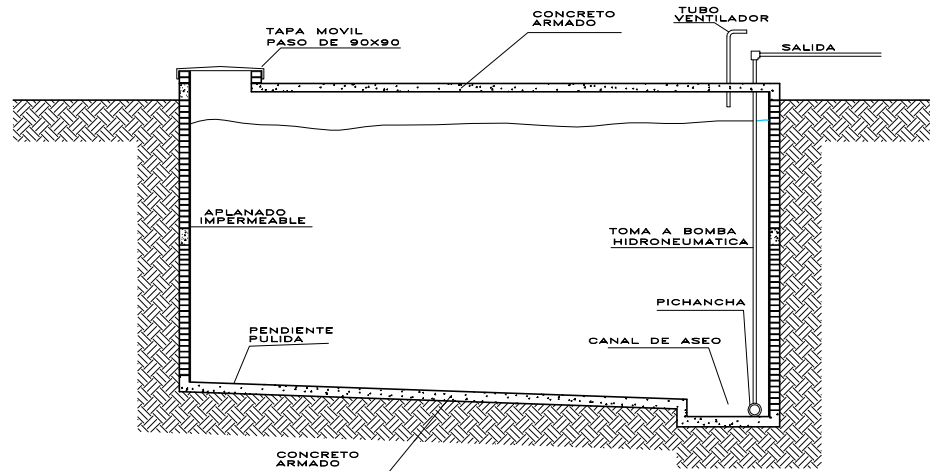 TUBO
VENTILADOR
CONCRETO
ARMADO
TAPA MOVIL
PASO DE 90X90
SALIDA
APLANADO
IMPERMEABLE
TOMA A BOMBA
HIDRONEUMATICA
PICHANCHA
PENDIENTE
PULIDA
CANAL DE ASEO
CONCRETO
ARMADO